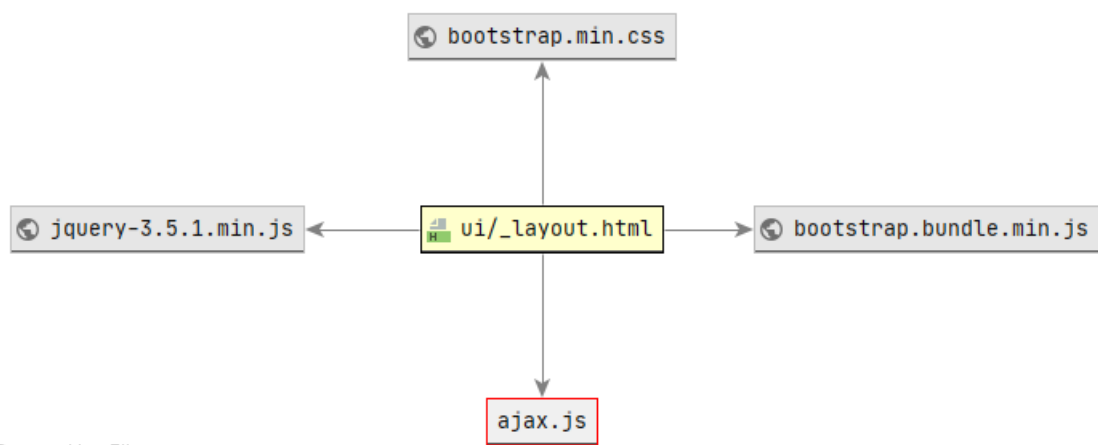 bootstrap.min.css
jquery-3.5.1.min.js
ui/_layout.html
bootstrap.bundle.min.js
ajax.js